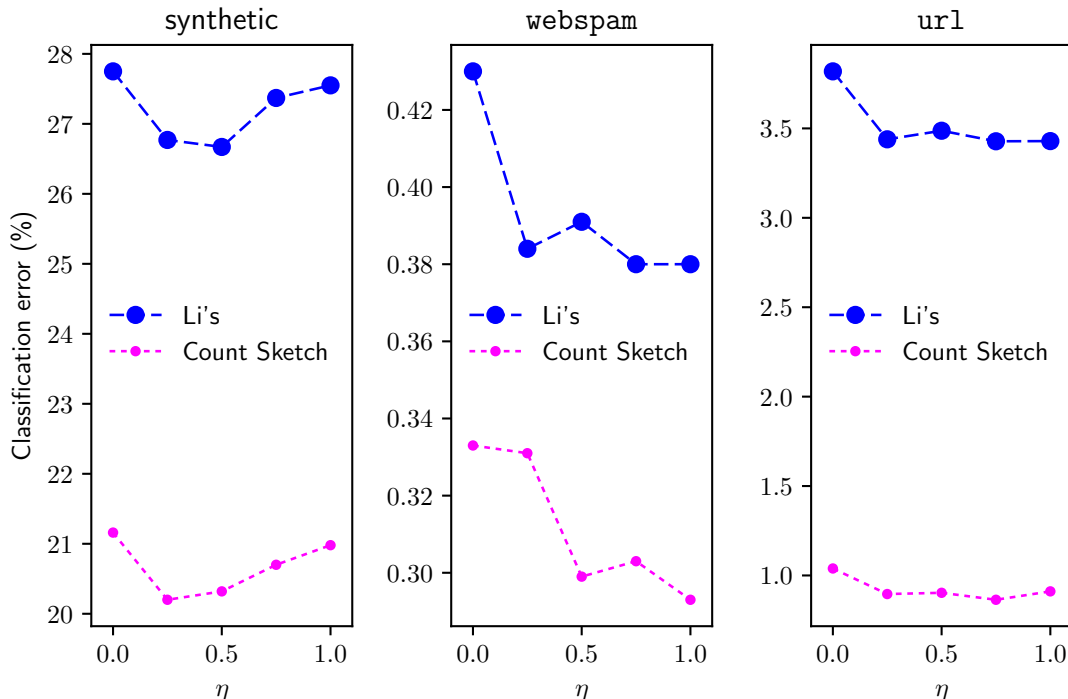 synthetic
webspam
url
Classification error (%)
28
27
26
25
24
23
22
21
20
0.42
0.40
0.38
0.36
0.34
0.32
0.30
3.5
3.0
2.5
2.0
1.5
1.0
Li's
Count Sketch
Li's
Count Sketch
Li's
Count Sketch
0.0 0.5 1.0
0.0 0.5 1.0
0.0 0.5 1.0
η
η
η